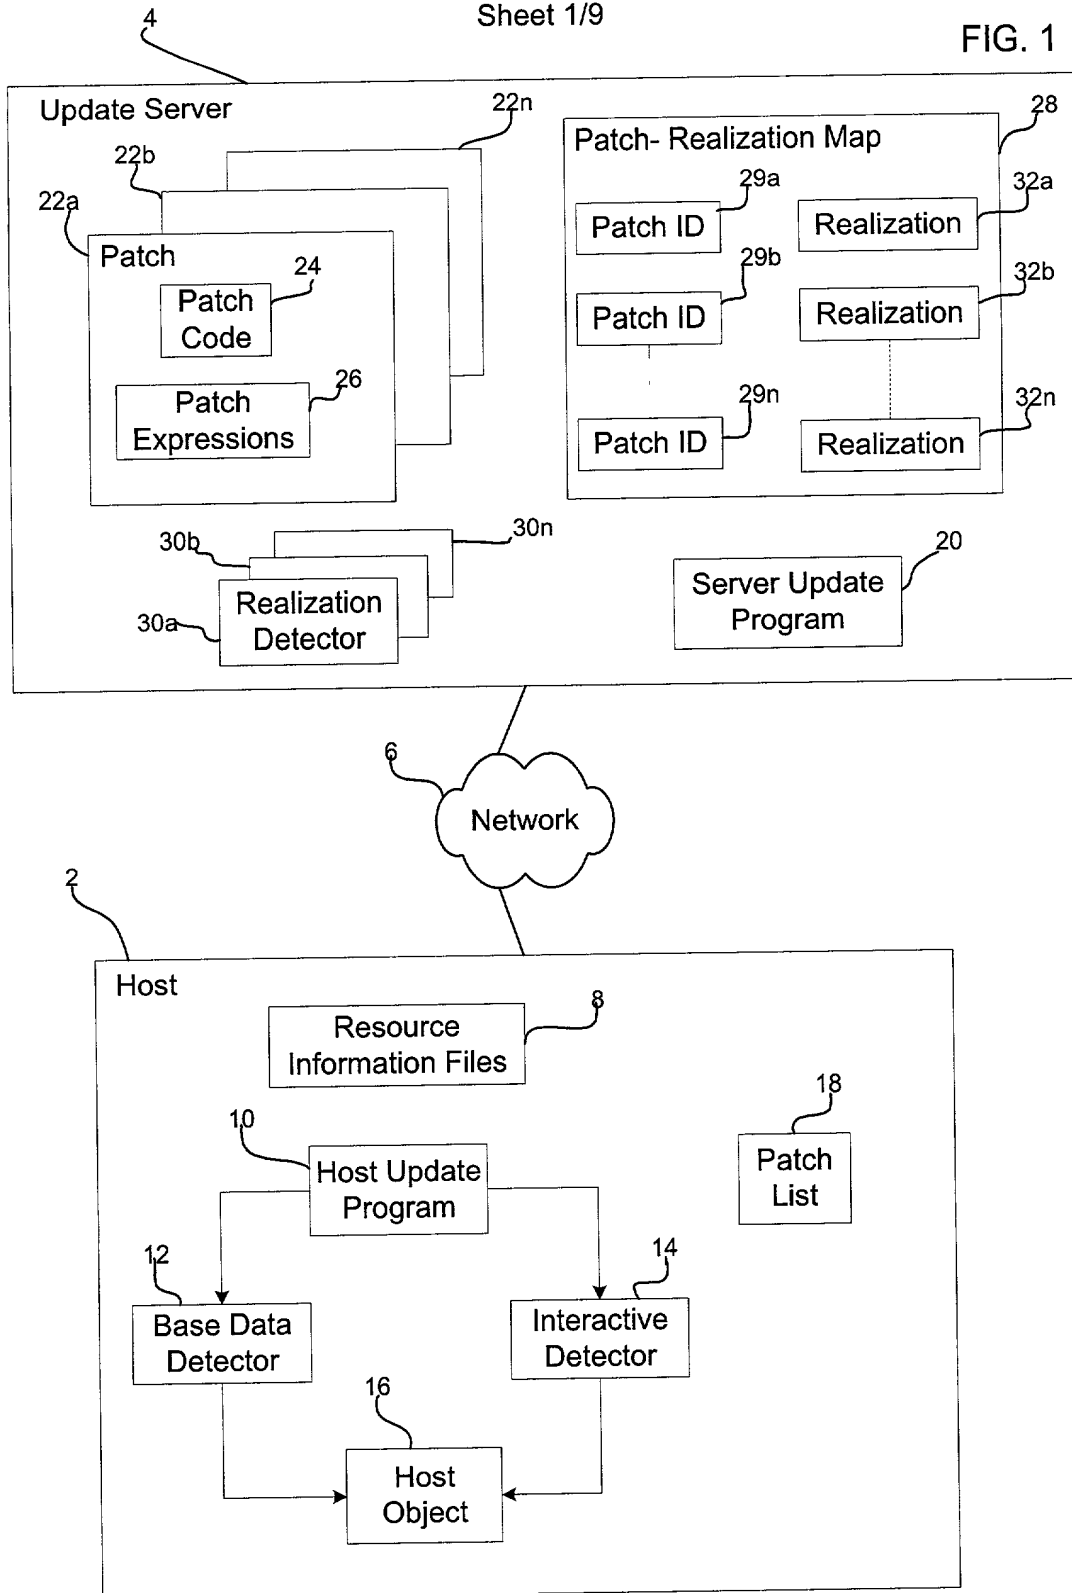 Sheet 1/9
FIG. 1
4
Update Server
22n
22b
22a
Patch
24
Patch
Code
26
Patch
Expressions
28
Patch- Realization Map
29a
Patch ID
32a
Realization
29b
Patch ID
32b
Realization
29n
Patch ID
32n
Realization
30n
30b
30a
Realization
Detector
20
Server Update
Program
6
Network
2
Host
8
Resource
Information Files
18
Patch
List
10
Host Update
Program
12
Base Data
Detector
14
Interactive
Detector
16
Host
Object